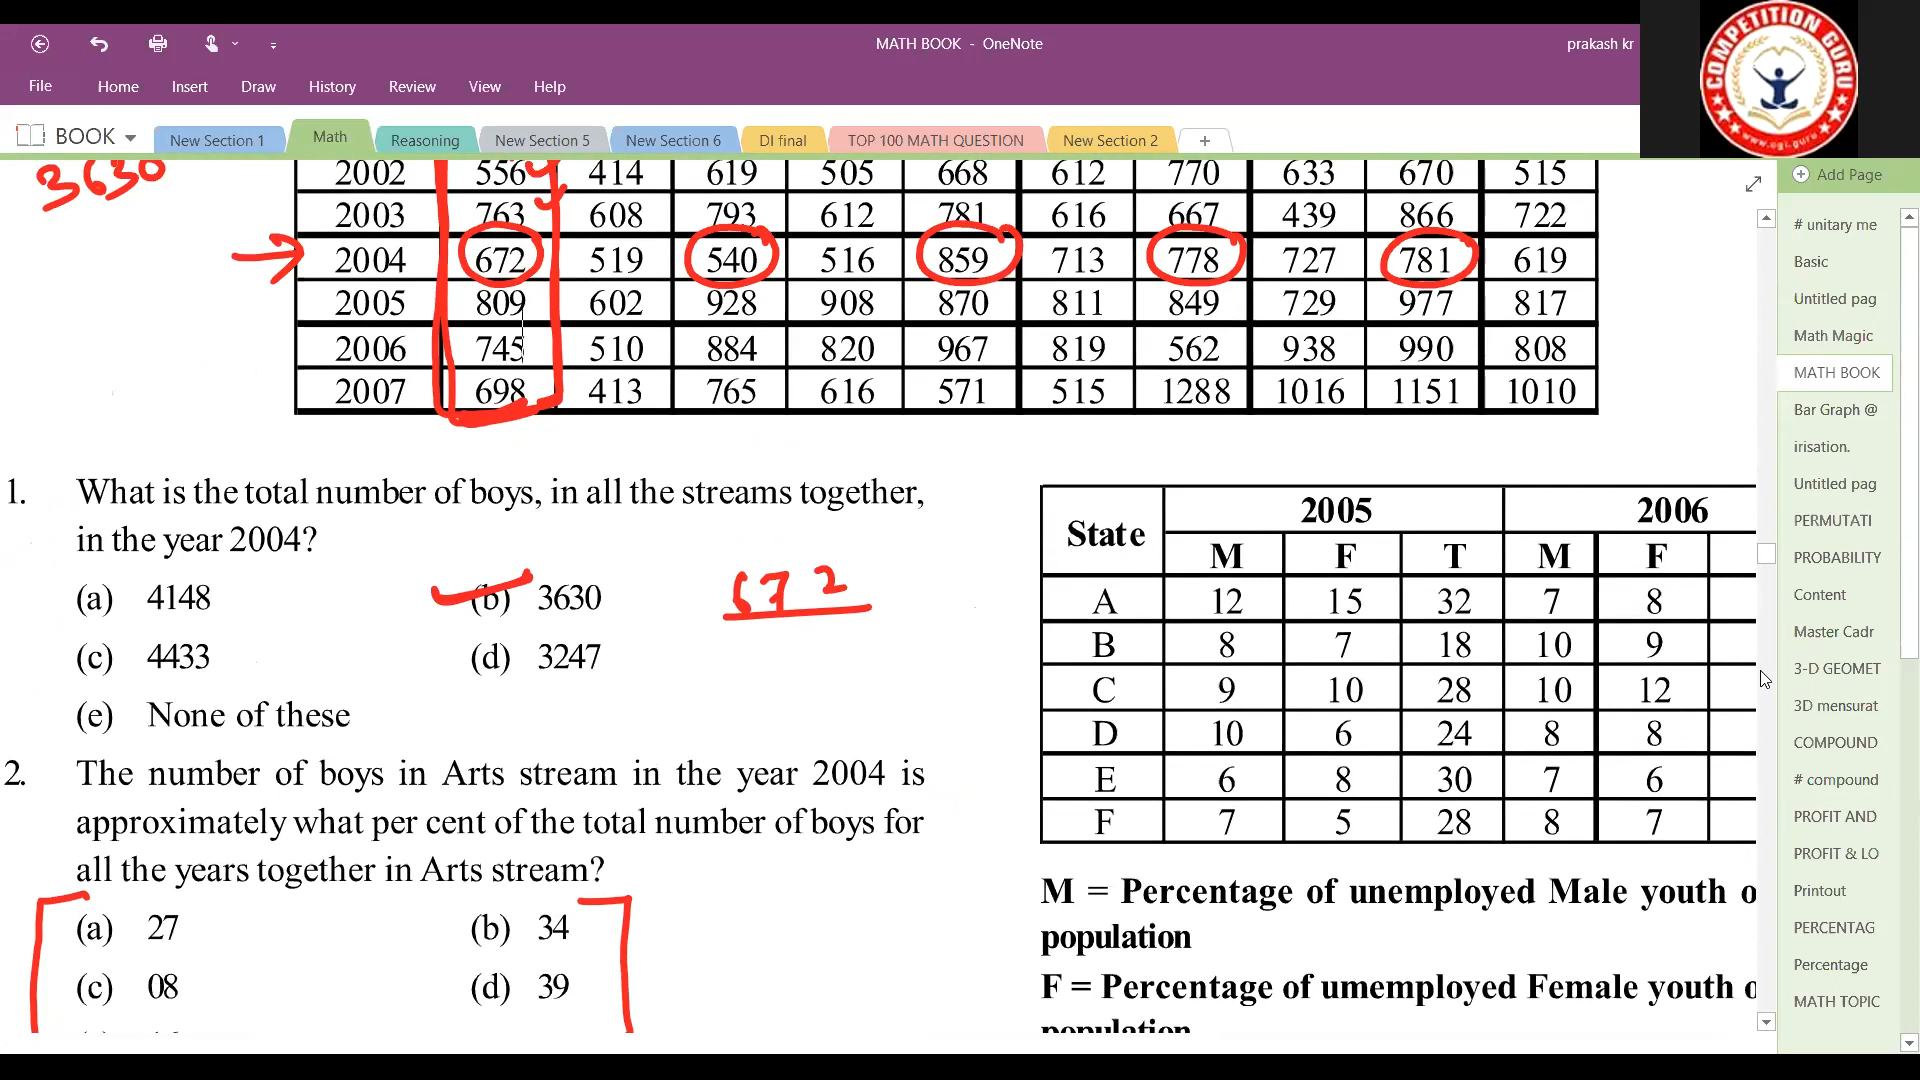 MATH BOOK - OneNote
prakash kr
COMPETITION GURU
File Home Insert Draw History Review View Help
BOOK New Section 1 Math Reasoning New Section 5 New Section 6 DI final TOP 100 MATH QUESTION New Section 2 +
3630
2002 556 414 619 505 668 612 770 633 670 515
2003 763 608 793 612 781 616 667 439 866 722
2004 672 519 540 516 859 713 778 727 781 619
2005 809 602 928 908 870 811 849 729 977 817
2006 745 510 884 820 967 819 562 938 990 808
2007 698 413 765 616 571 515 1288 1016 1151 1010
1. What is the total number of boys, in all the streams together,
in the year 2004?
(a) 4148 (b) 3630
672
(c) 4433 (d) 3247
(e) None of these
2. The number of boys in Arts stream in the year 2004 is
approximately what per cent of the total number of boys for
all the years together in Arts stream?
(a) 27 (b) 34
(c) 08 (d) 39
State 2005 2006
M F T M F
A 12 15 32 7 8
B 8 7 18 10 9
C 9 10 28 10 12
D 10 6 24 8 8
E 6 8 30 7 6
F 7 5 28 8 7
M = Percentage of unemployed Male youth o
population
F = Percentage of umemployed Female youth o
population
Add Page
# unitary me
Basic
Untitled pag
Math Magic
MATH BOOK
Bar Graph @
irisation.
Untitled pag
PERMUTATI
PROBABILITY
Content
Master Cadr
3-D GEOMET
3D mensurat
COMPOUND
# compound
PROFIT AND
PROFIT & LO
Printout
PERCENTAG
Percentage
MATH TOPIC